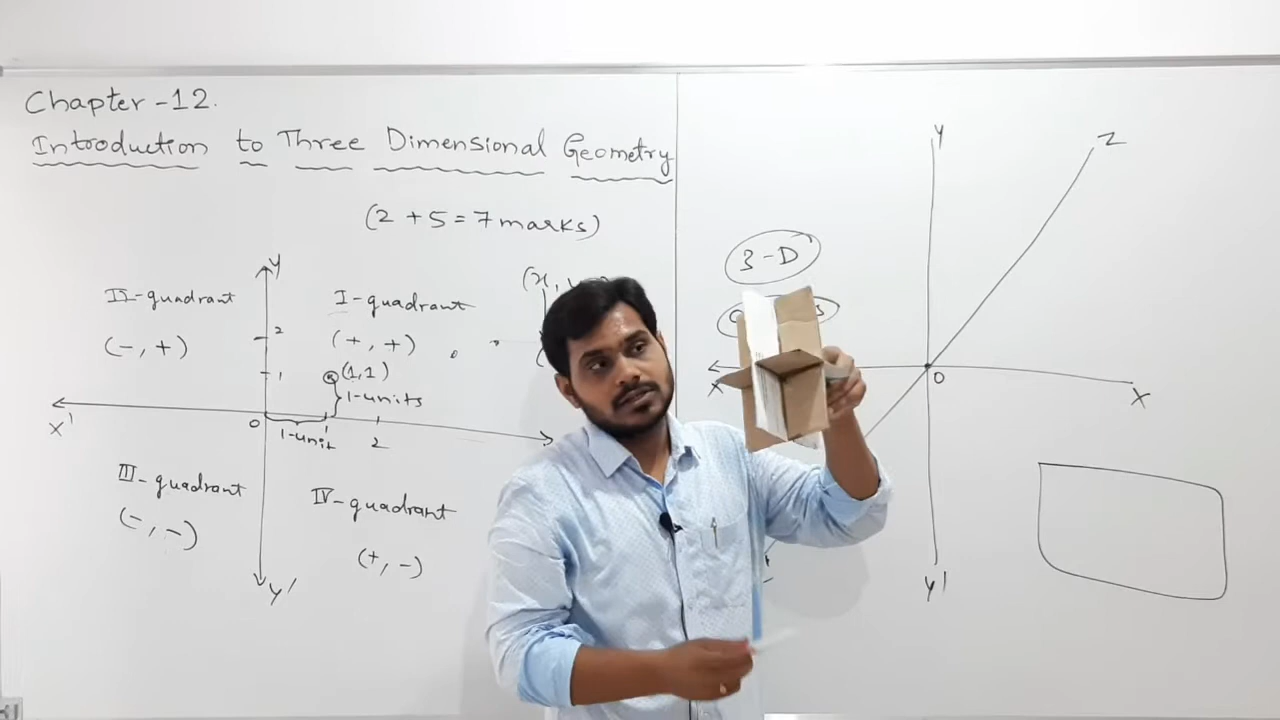 Chapter -12.
Introduction to Three Dimensional Geometry
(2 + 5 = 7 marks)
y
II-quadrant
I-quadrant
(-, +)
(+, +)
2
1
(1,1)
1-units
x'
0
1-unit
1
2
III-quadrant
IV-quadrant
(-, -)
(+, -)
y'
y
z
3-D
0
x
y'